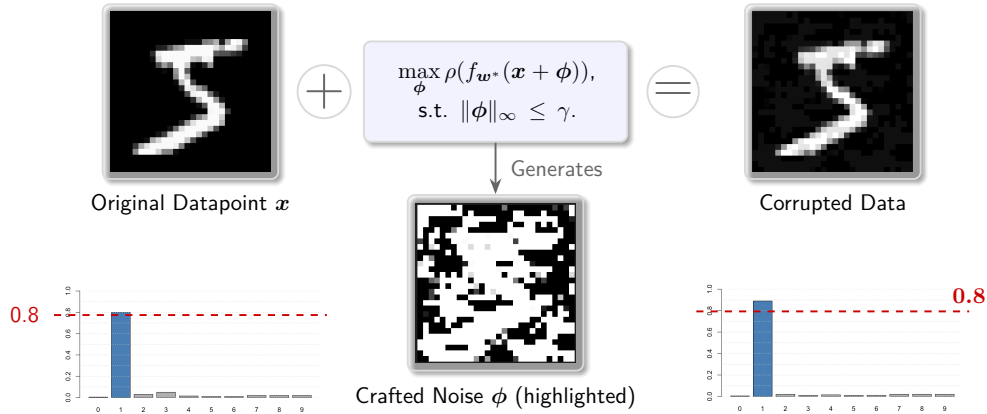 +
max ρ(f_{w*}(x + ϕ)),
ϕ
s.t. ‖ϕ‖∞ ≤ γ.
=
Generates
Original Datapoint x
Corrupted Data
Crafted Noise ϕ (highlighted)
0.8
1.0
0.8
0.6
0.4
0.2
0.0
0 1 2 3 4 5 6 7 8 9
0.8
1.0
0.8
0.6
0.4
0.2
0.0
0 1 2 3 4 5 6 7 8 9